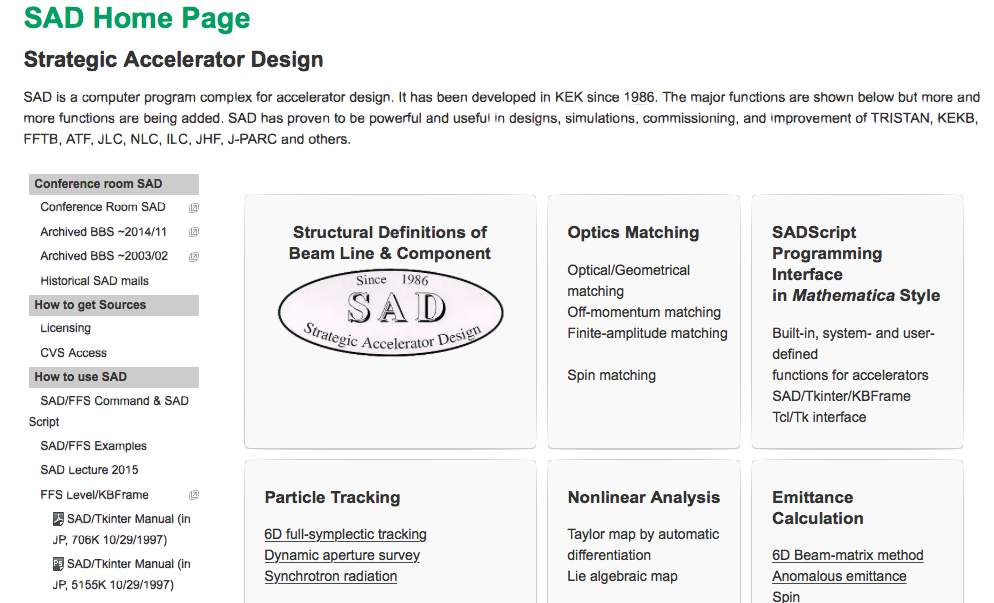 SAD Home Page
Strategic Accelerator Design
SAD is a computer program complex for accelerator design. It has been developed in KEK since 1986. The major functions are shown below but more and
more functions are being added. SAD has proven to be powerful and useful in designs, simulations, commissioning, and improvement of TRISTAN, KEKB,
FFTB, ATF, JLC, NLC, ILC, JHF, J-PARC and others.
Conference room SAD
Conference Room SAD
Archived BBS ~2014/11
Archived BBS ~2003/02
Historical SAD mails
How to get Sources
Licensing
CVS Access
How to use SAD
SAD/FFS Command & SAD
Script
SAD/FFS Examples
SAD Lecture 2015
FFS Level/KBFrame
SAD/Tkinter Manual (in
JP, 706K 10/29/1997)
SAD/Tkinter Manual (in
JP, 5155K 10/29/1997)
Structural Definitions of
Beam Line & Component
Since 1986
SAD
Strategic Accelerator Design
Optics Matching
Optical/Geometrical
matching
Off-momentum matching
Finite-amplitude matching
Spin matching
SADScript
Programming
Interface
in Mathematica Style
Built-in, system- and user-
defined
functions for accelerators
SAD/Tkinter/KBFrame
Tcl/Tk interface
Particle Tracking
6D full-symplectic tracking
Dynamic aperture survey
Synchrotron radiation
Nonlinear Analysis
Taylor map by automatic
differentiation
Lie algebraic map
Emittance
Calculation
6D Beam-matrix method
Anomalous emittance
Spin